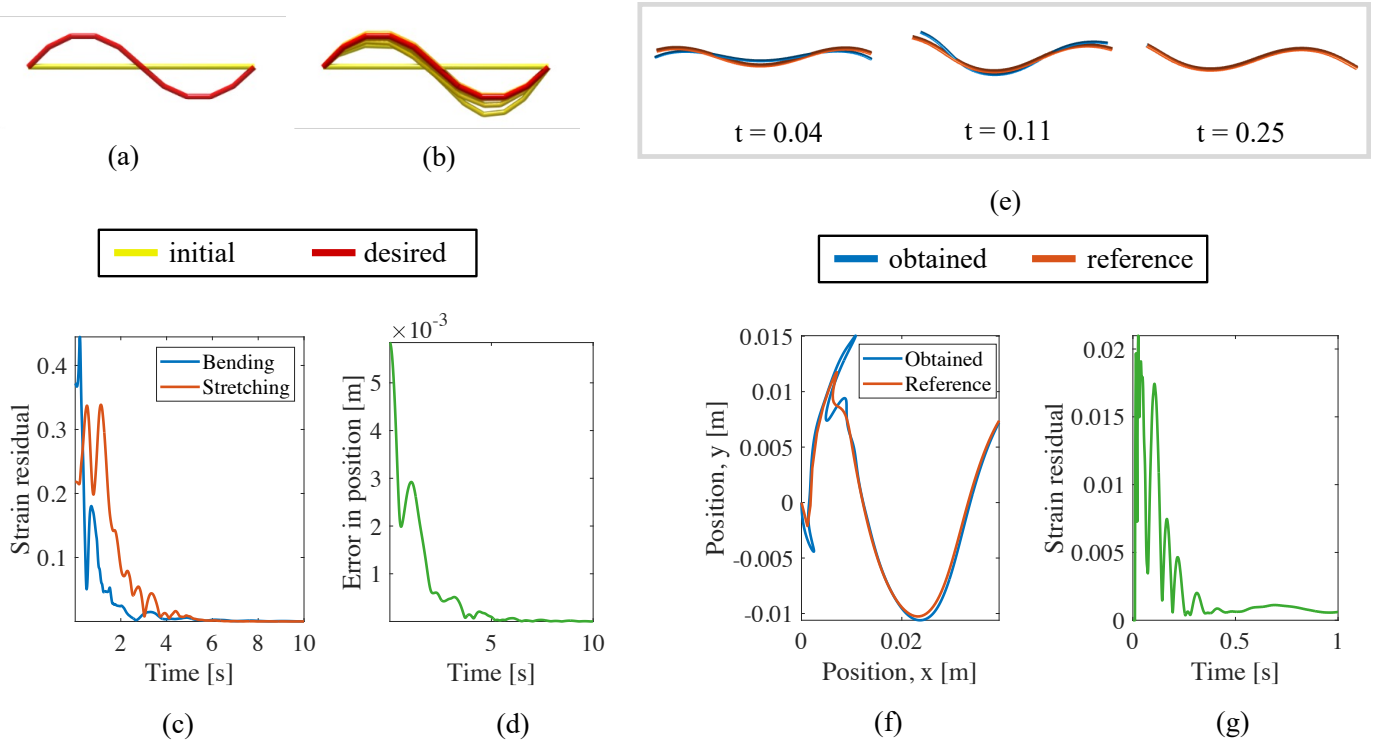 (a)
(b)
t = 0.04
t = 0.11
t = 0.25
(e)
initial
desired
obtained
reference
Strain residual
0.4
0.3
0.2
0.1
Bending
Stretching
2
4
6
8
10
Time [s]
(c)
×10⁻³
Error in position [m]
5
4
3
2
1
5
10
Time [s]
(d)
Position, y [m]
0.015
0.01
0.005
0
-0.005
-0.01
Obtained
Reference
0
0.02
Position, x [m]
(f)
Strain residual
0.02
0.015
0.01
0.005
0
0
0.5
1
Time [s]
(g)